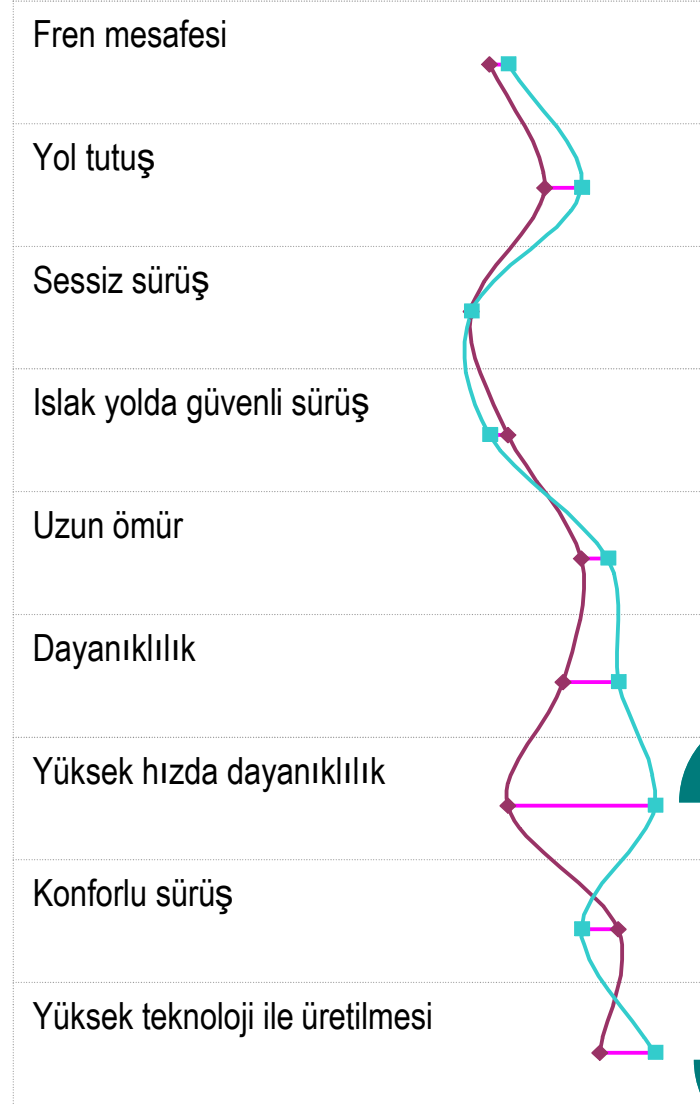 Fren mesafesi
Yol tutuş
Sessiz sürüş
Islak yolda güvenli sürüş
Uzun ömür
Dayanıklılık
Yüksek hızda dayanıklılık
Konforlu sürüş
Yüksek teknoloji ile üretilmesi